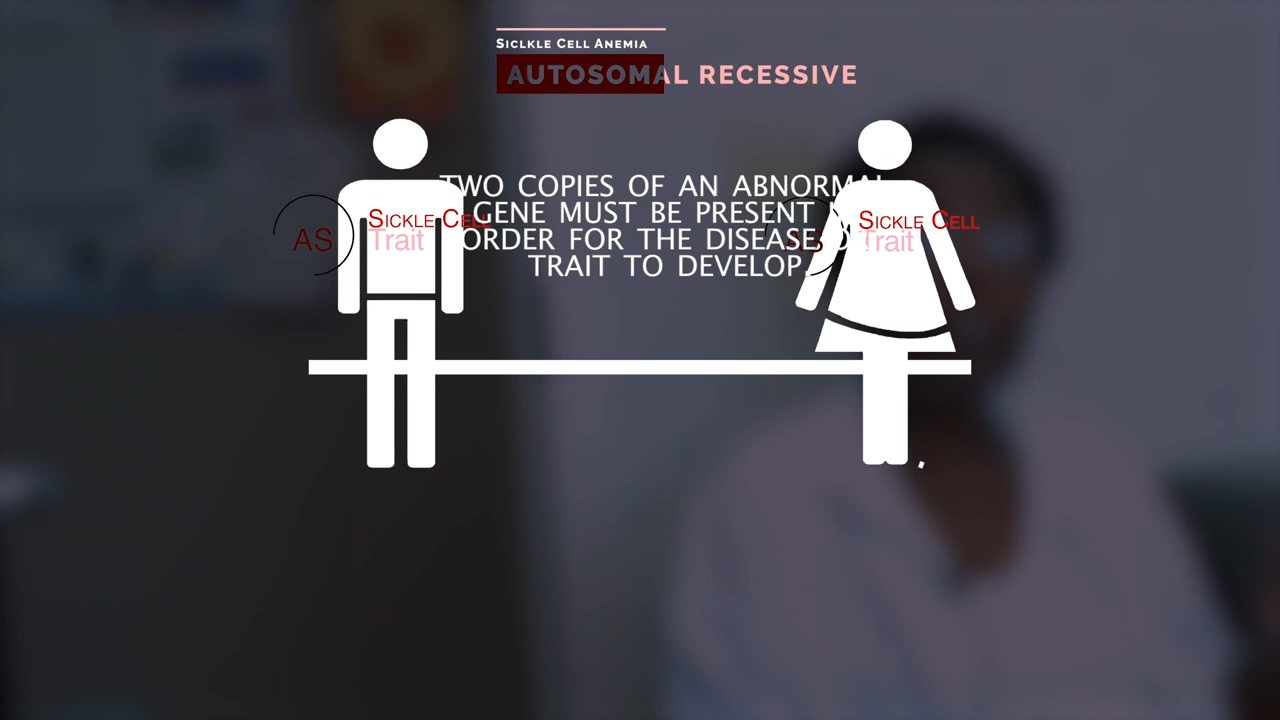 SICLKLE CELL ANEMIA
AUTOSOMAL RECESSIVE
TWO COPIES OF AN ABNORMAL
GENE MUST BE PRESENT
ORDER FOR THE DISEASE
TRAIT TO DEVELOP.
AS
SICKLE CELL
Trait
SICKLE CELL
Trait